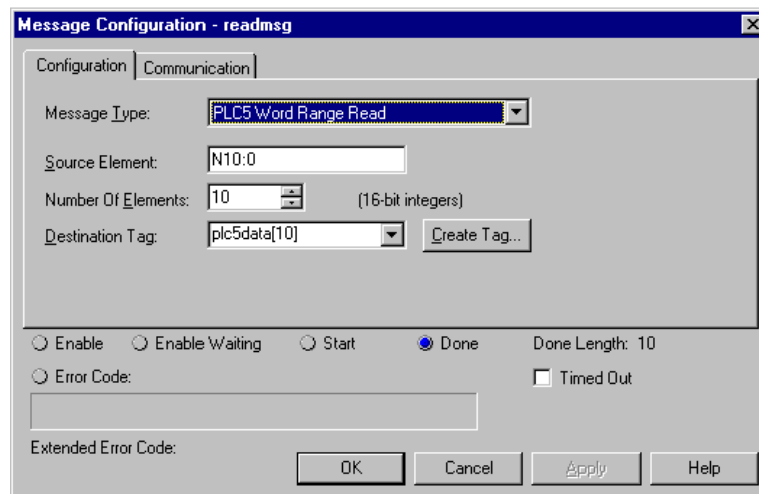 Message Configuration - readmsg
Configuration Communication
Message Type: PLC5 Word Range Read
Source Element: N10:0
Number Of Elements: 10 (16-bit integers)
Destination Tag: plc5data[10] Create Tag...
Enable Enable Waiting Start Done Done Length: 10
Error Code: Timed Out
Extended Error Code:
OK Cancel Apply Help